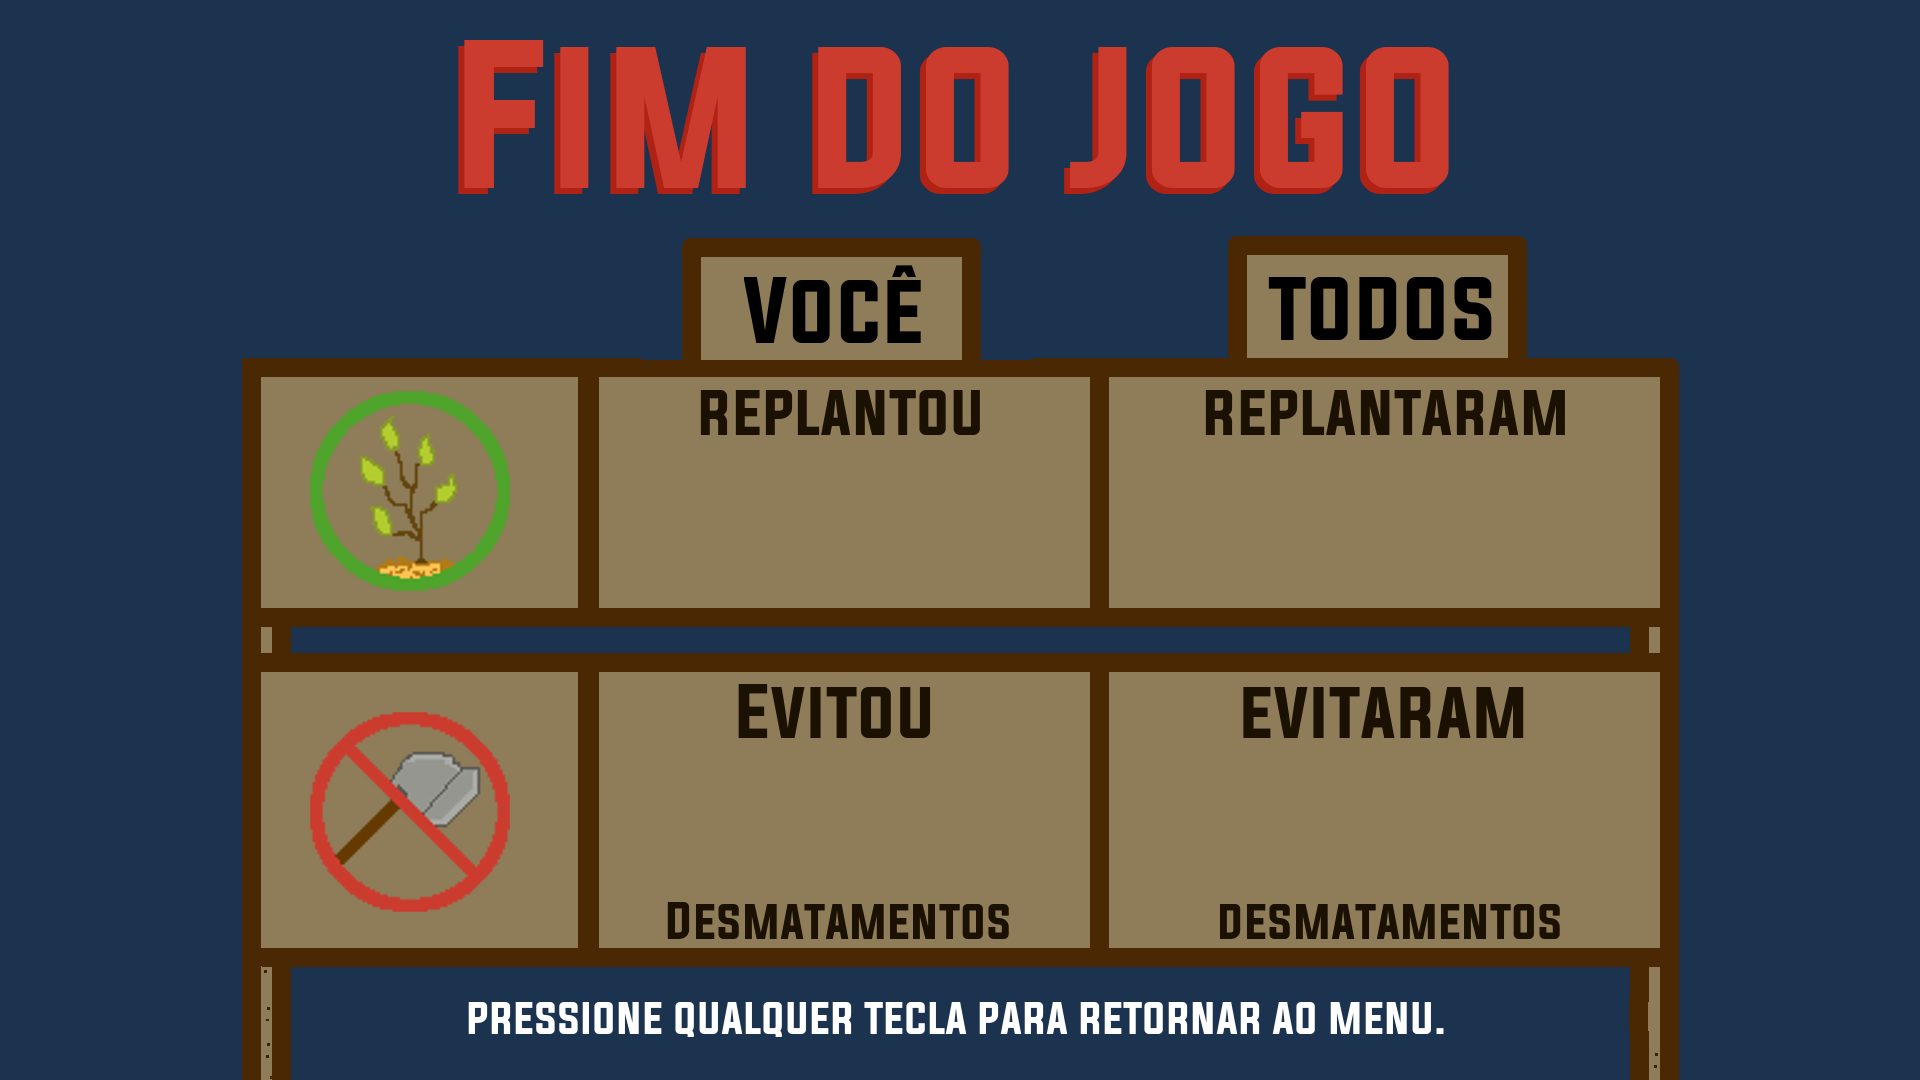 FIM DO JOGO
VOCÊ
TODOS
REPLANTOU
REPLANTARAM
EVITOU
EVITARAM
DESMATAMENTOS
DESMATAMENTOS
PRESSIONE QUALQUER TECLA PARA RETORNAR AO MENU.